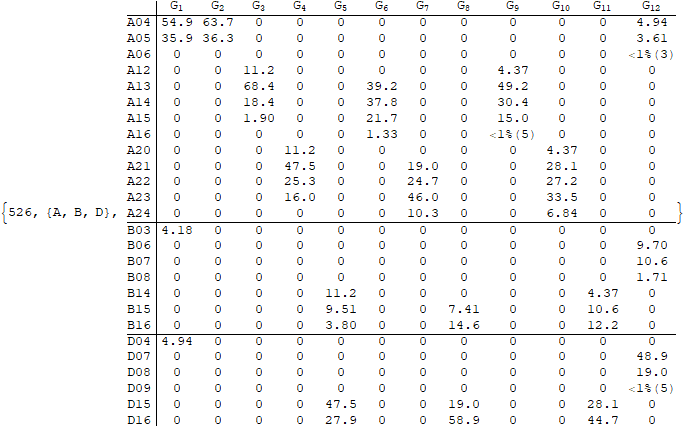 G₁ G₂ G₃ G₄ G₅ G₆ G₇ G₈ G₉ G₁₀ G₁₁ G₁₂
A04 54.9 63.7 0 0 0 0 0 0 0 0 0 4.94
A05 35.9 36.3 0 0 0 0 0 0 0 0 0 3.61
A06 0 0 0 0 0 0 0 0 0 0 0 <1%(3)
A12 0 0 11.2 0 0 0 0 0 4.37 0 0 0
A13 0 0 68.4 0 0 39.2 0 0 49.2 0 0 0
A14 0 0 18.4 0 0 37.8 0 0 30.4 0 0 0
A15 0 0 1.90 0 0 21.7 0 0 15.0 0 0 0
A16 0 0 0 0 0 1.33 0 0 <1%(5) 0 0 0
A20 0 0 0 11.2 0 0 0 0 0 4.37 0 0
A21 0 0 0 47.5 0 0 19.0 0 0 28.1 0 0
A22 0 0 0 25.3 0 0 24.7 0 0 27.2 0 0
A23 0 0 0 16.0 0 0 46.0 0 0 33.5 0 0
{526, {A, B, D}, A24 0 0 0 0 0 0 10.3 0 0 6.84 0 0 }
B03 4.18 0 0 0 0 0 0 0 0 0 0 0
B06 0 0 0 0 0 0 0 0 0 0 0 9.70
B07 0 0 0 0 0 0 0 0 0 0 0 10.6
B08 0 0 0 0 0 0 0 0 0 0 0 1.71
B14 0 0 0 0 11.2 0 0 0 0 0 4.37 0
B15 0 0 0 0 9.51 0 0 7.41 0 0 10.6 0
B16 0 0 0 0 3.80 0 0 14.6 0 0 12.2 0
D04 4.94 0 0 0 0 0 0 0 0 0 0 0
D07 0 0 0 0 0 0 0 0 0 0 0 48.9
D08 0 0 0 0 0 0 0 0 0 0 0 19.0
D09 0 0 0 0 0 0 0 0 0 0 0 <1%(5)
D15 0 0 0 0 47.5 0 0 19.0 0 0 28.1 0
D16 0 0 0 0 27.9 0 0 58.9 0 0 44.7 0